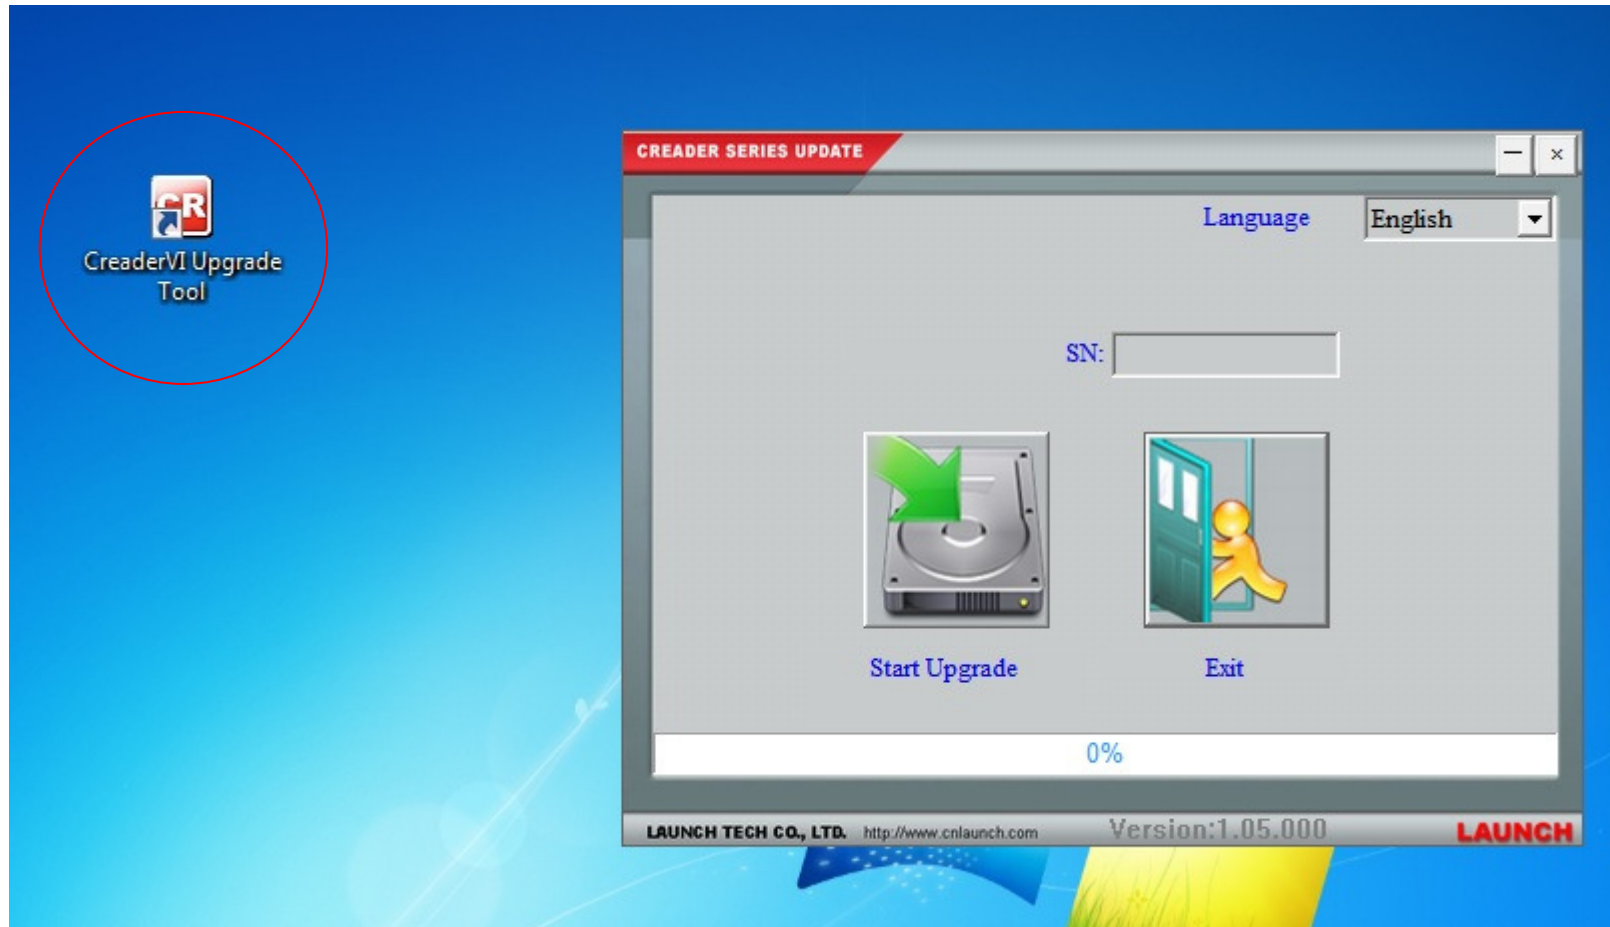 CR
CreaderVI Upgrade
Tool
CREADER SERIES UPDATE
Language English
SN:
Start Upgrade Exit
0%
LAUNCH TECH CO., LTD. http://www.cnlaunch.com Version:1.05.000 LAUNCH